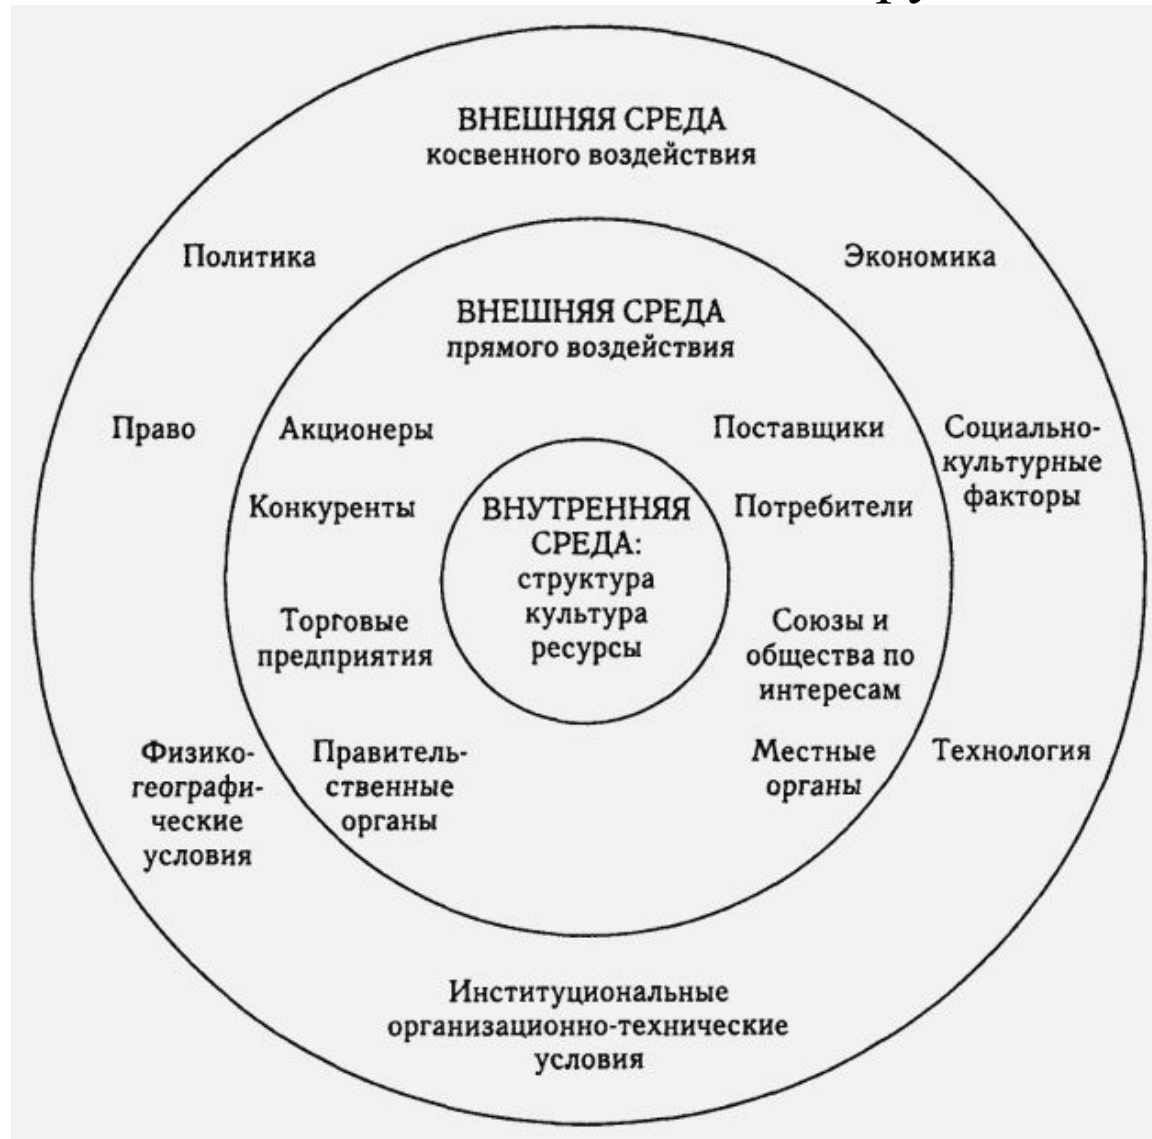 ВНЕШНЯЯ СРЕДА
косвенного воздействия
Политика
Экономика
ВНЕШНЯЯ СРЕДА
прямого воздействия
Право
Акционеры
Поставщики
Социально-
культурные
факторы
Конкуренты
Потребители
ВНУТРЕННЯЯ
СРЕДА:
структура
культура
ресурсы
Торговые
предприятия
Союзы и
общества по
интересам
Физико-
географи-
ческие
условия
Правитель-
ственные
органы
Местные
органы
Технология
Институциональные
организационно-технические
условия